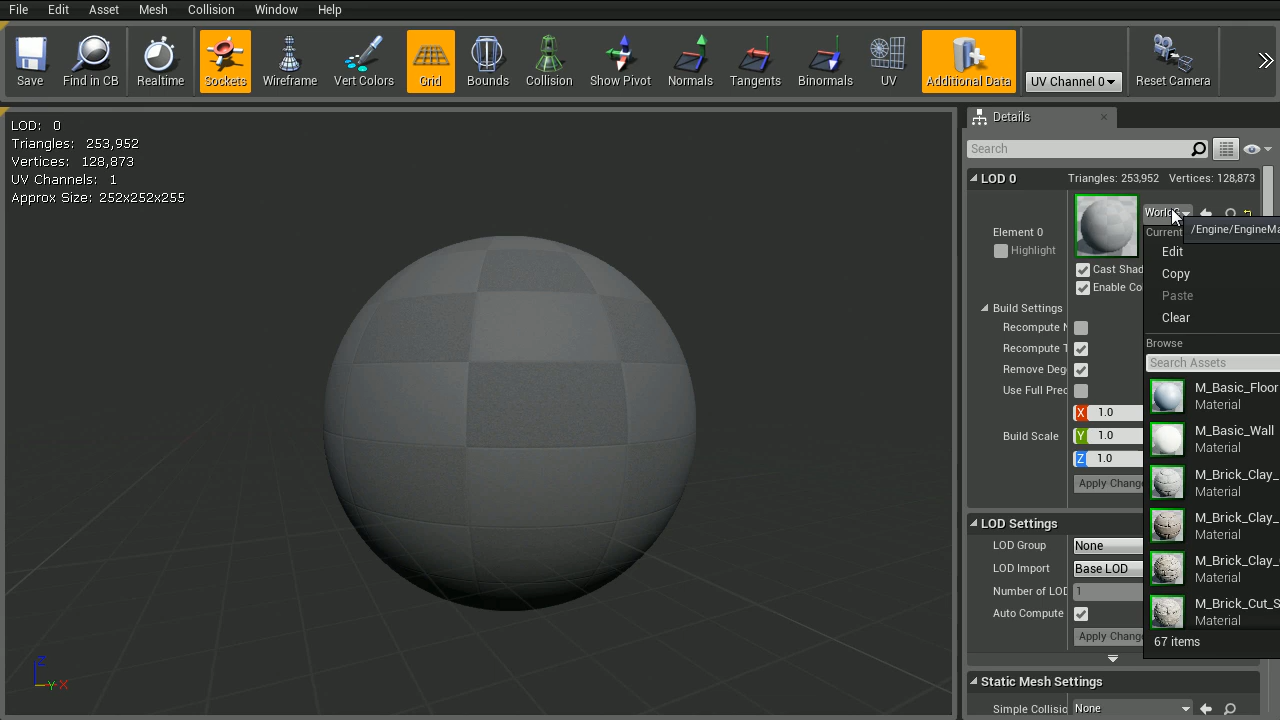 File Edit Asset Mesh Collision Window Help
Save Find in CB Realtime Sockets Wireframe Vert Colors Grid Bounds Collision Show Pivot Normals Tangents Binormals UV Additional Data UV Channel 0 Reset Camera
LOD: 0
Triangles: 253,952
Vertices: 128,873
UV Channels: 1
Approx Size: 252x252x255
Z
Y X
Details
Search
LOD 0 Triangles: 253,952 Vertices: 128,873
Element 0
Highlight
Cast Shad
Enable Co
Build Settings
Recompute N
Recompute T
Remove Deg
Use Full Prec
Build Scale
X 1.0
Y 1.0
Z 1.0
Apply Change
LOD Settings
LOD Group None
LOD Import Base LOD
Number of LOD 1
Auto Compute
Apply Change
Static Mesh Settings
Simple Collisio None
/Engine/EngineMa
Current
Edit
Copy
Paste
Clear
Browse
Search Assets
M_Basic_Floor
Material
M_Basic_Wall
Material
M_Brick_Clay_
Material
M_Brick_Clay_
Material
M_Brick_Clay_
Material
M_Brick_Cut_S
Material
67 items